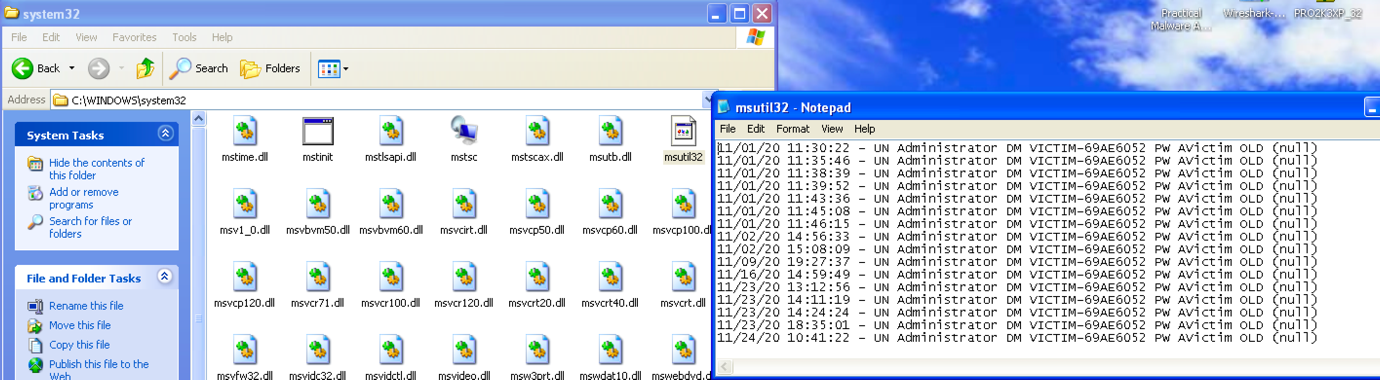 system32
Practical
Malware A...
Wireshark-...
PRO2K3XP_32
File Edit View Favorites Tools Help
Back Search Folders
Address C:\WINDOWS\system32
System Tasks
Hide the contents of
this folder
Add or remove
programs
Search for files or
folders
File and Folder Tasks
Rename this file
Move this file
Copy this file
Publish this file to the
Web
mstime.dll mstinit mstlsapi.dll mstsc mstscax.dll msutb.dll msutil32
msv1_0.dll msvbvm50.dll msvbvm60.dll msvcirt.dll msvcp50.dll msvcp60.dll msvcp100.dll
msvcp120.dll msvcr71.dll msvcr100.dll msvcr120.dll msvcrt20.dll msvcrt40.dll msvcrt.dll
msvfw32.dll msvidc32.dll msvidctl.dll msvideo.dll msw3prt.dll mswdat10.dll mswebdvd.dll
msutil32 - Notepad
File Edit Format View Help
11/01/20 11:30:22 - UN Administrator DM VICTIM-69AE6052 PW AVictim OLD (null)
11/01/20 11:35:46 - UN Administrator DM VICTIM-69AE6052 PW AVictim OLD (null)
11/01/20 11:38:39 - UN Administrator DM VICTIM-69AE6052 PW AVictim OLD (null)
11/01/20 11:39:52 - UN Administrator DM VICTIM-69AE6052 PW AVictim OLD (null)
11/01/20 11:43:36 - UN Administrator DM VICTIM-69AE6052 PW AVictim OLD (null)
11/01/20 11:45:08 - UN Administrator DM VICTIM-69AE6052 PW AVictim OLD (null)
11/01/20 11:46:15 - UN Administrator DM VICTIM-69AE6052 PW AVictim OLD (null)
11/02/20 14:56:33 - UN Administrator DM VICTIM-69AE6052 PW AVictim OLD (null)
11/02/20 15:08:09 - UN Administrator DM VICTIM-69AE6052 PW AVictim OLD (null)
11/09/20 19:27:37 - UN Administrator DM VICTIM-69AE6052 PW AVictim OLD (null)
11/16/20 14:59:49 - UN Administrator DM VICTIM-69AE6052 PW AVictim OLD (null)
11/23/20 13:12:56 - UN Administrator DM VICTIM-69AE6052 PW AVictim OLD (null)
11/23/20 14:11:19 - UN Administrator DM VICTIM-69AE6052 PW AVictim OLD (null)
11/23/20 14:24:24 - UN Administrator DM VICTIM-69AE6052 PW AVictim OLD (null)
11/23/20 18:35:01 - UN Administrator DM VICTIM-69AE6052 PW AVictim OLD (null)
11/24/20 10:41:22 - UN Administrator DM VICTIM-69AE6052 PW AVictim OLD (null)